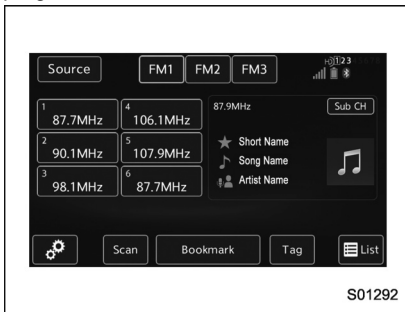 Source FM1 FM2 FM3
1 87.7MHz 4 106.1MHz 87.9MHz Sub CH
2 90.1MHz 5 107.9MHz Short Name
Song Name
3 98.1MHz 6 87.7MHz Artist Name
Scan Bookmark Tag List
S01292